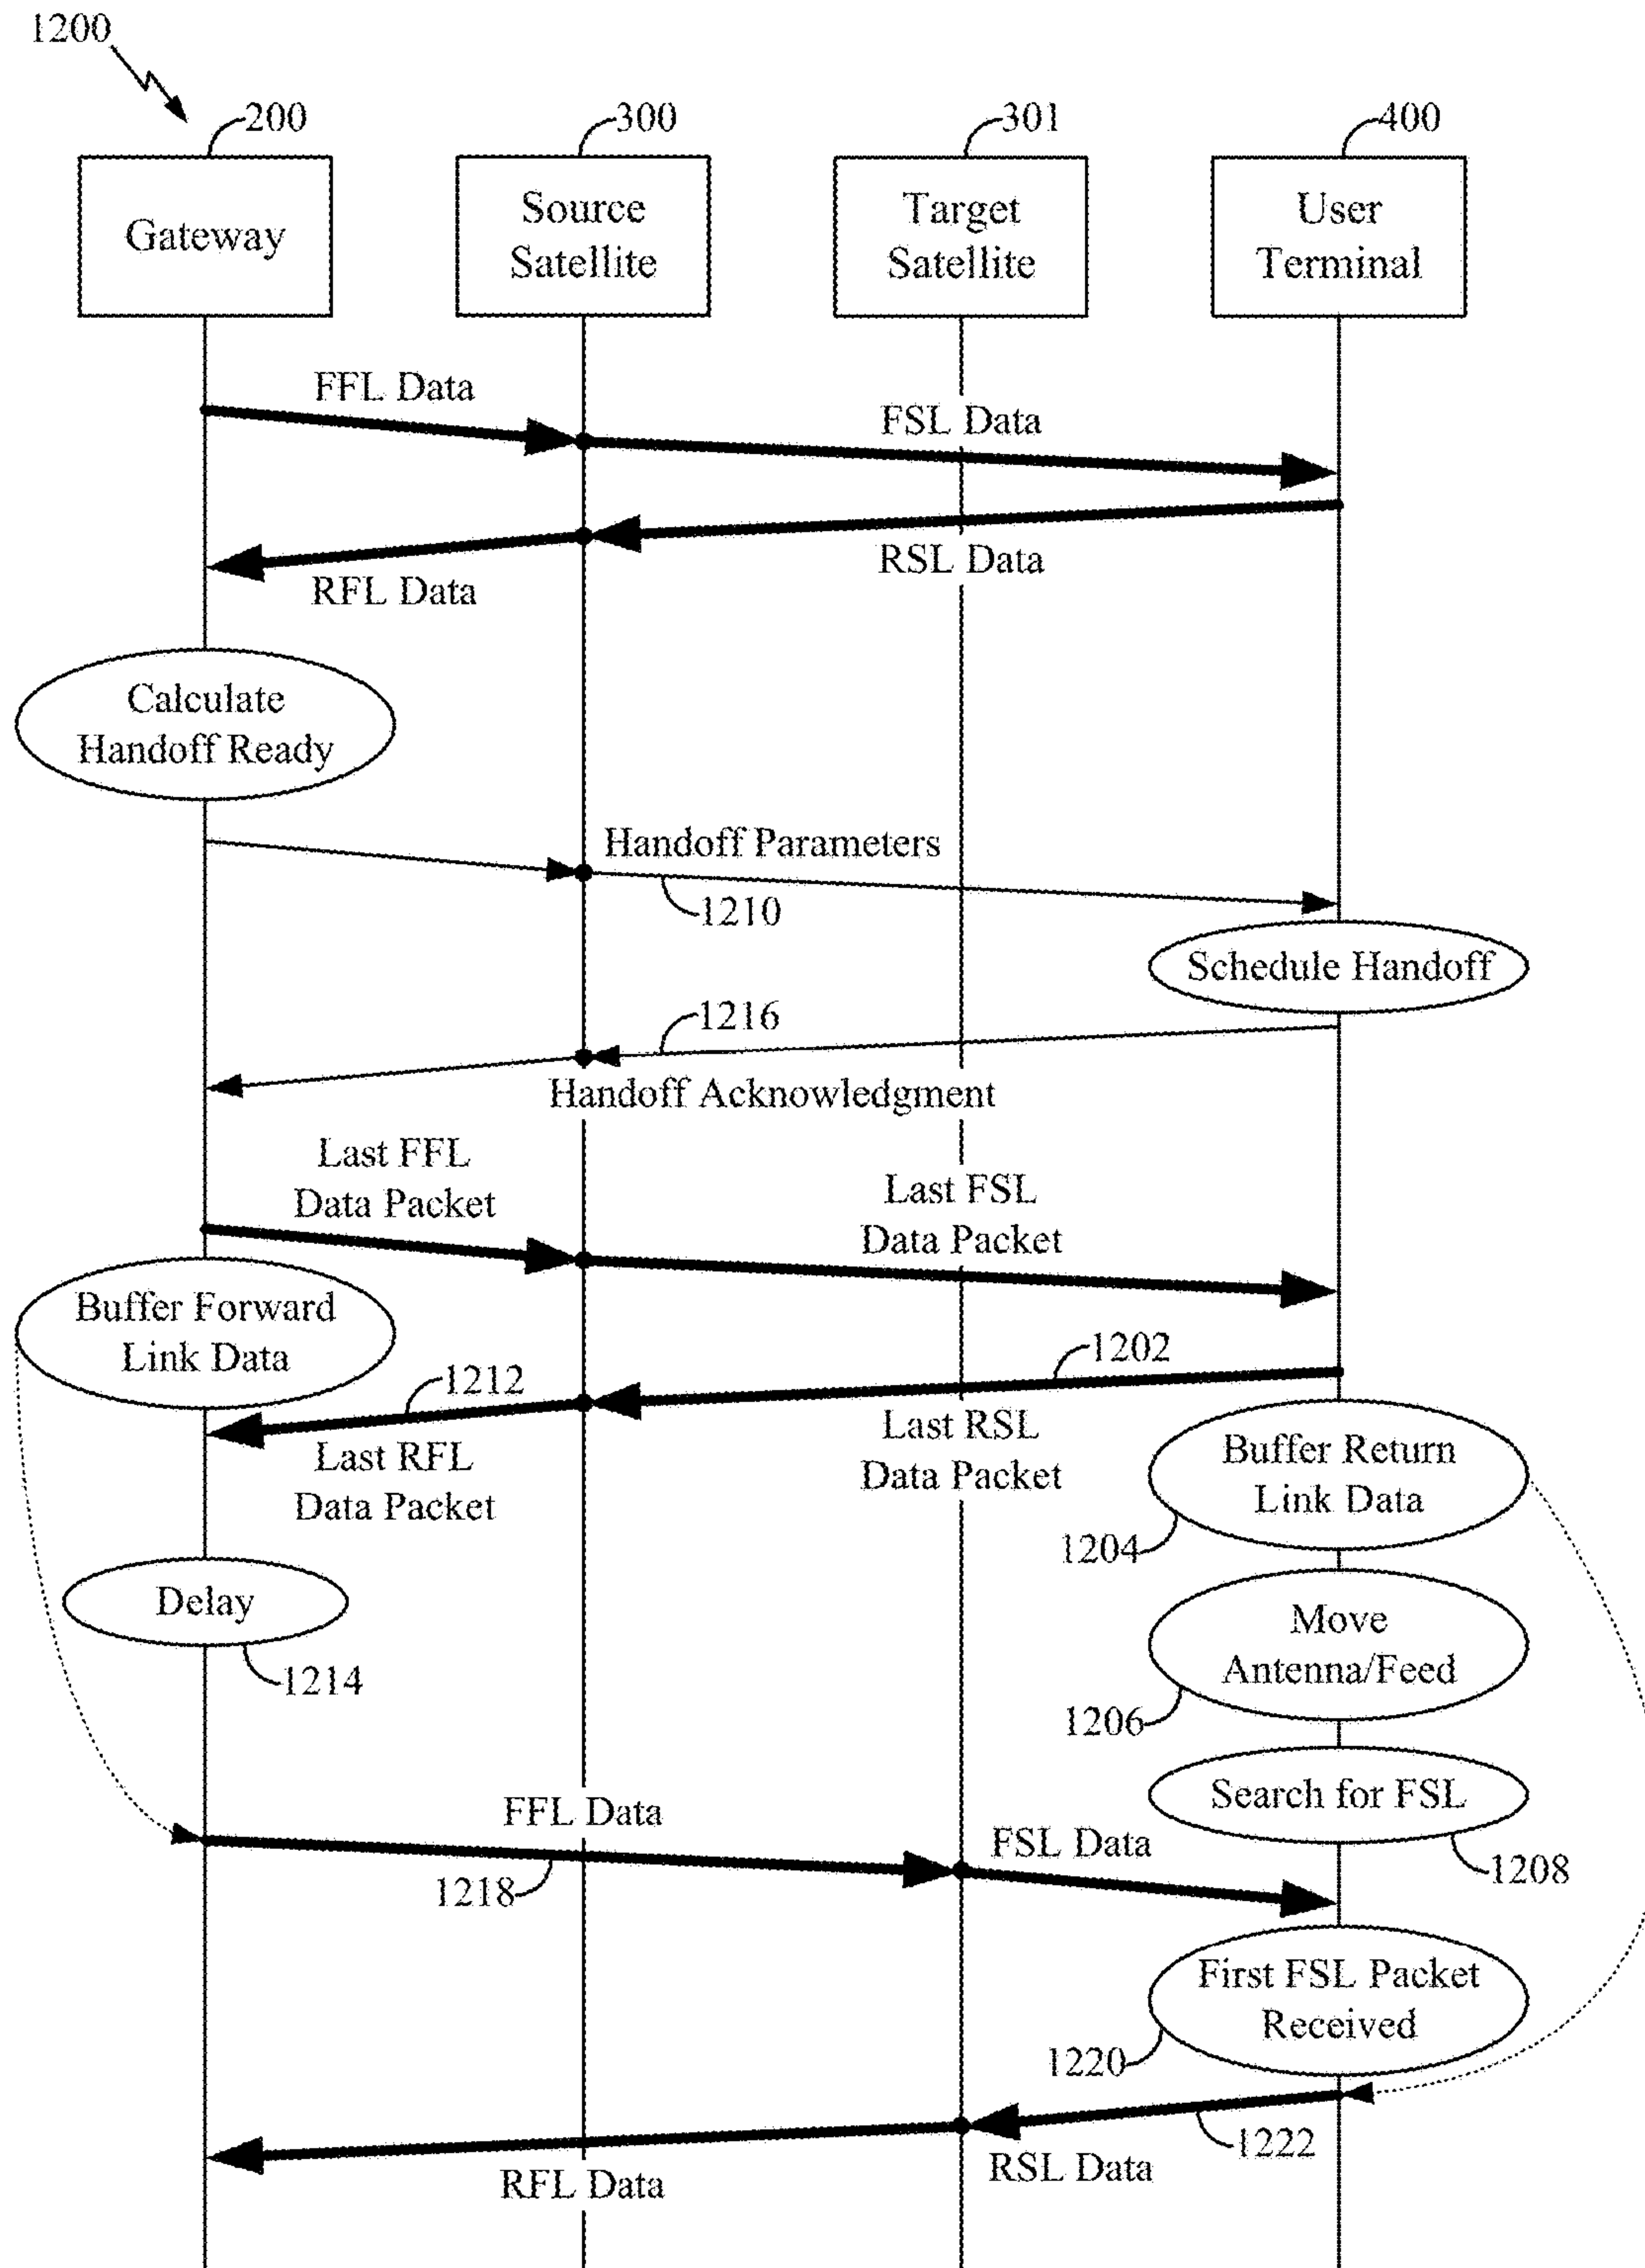 1200
200
300
301
400
Gateway
Source
Satellite
Target
Satellite
User
Terminal
FFL Data
FSL Data
RSL Data
RFL Data
Calculate
Handoff Ready
Handoff Parameters
1210
Schedule Handoff
1216
Handoff Acknowledgment
Last FFL
Data Packet
Last FSL
Data Packet
Buffer Forward
Link Data
1202
1212
Last RSL
Data Packet
Last RFL
Data Packet
Buffer Return
Link Data
1204
Delay
1214
Move
Antenna/Feed
1206
Search for FSL
1208
FFL Data
1218
FSL Data
First FSL Packet
Received
1220
1222
RSL Data
RFL Data